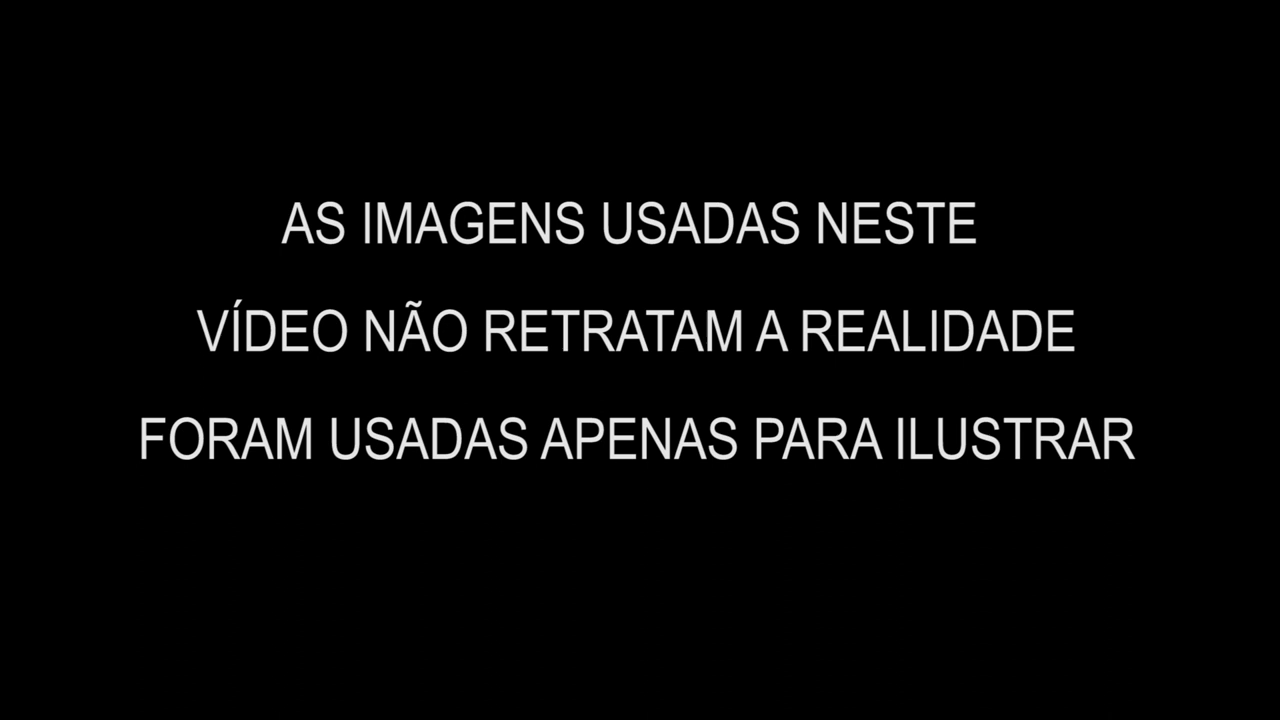 AS IMAGENS USADAS NESTE
VÍDEO NÃO RETRATAM A REALIDADE
FORAM USADAS APENAS PARA ILUSTRAR